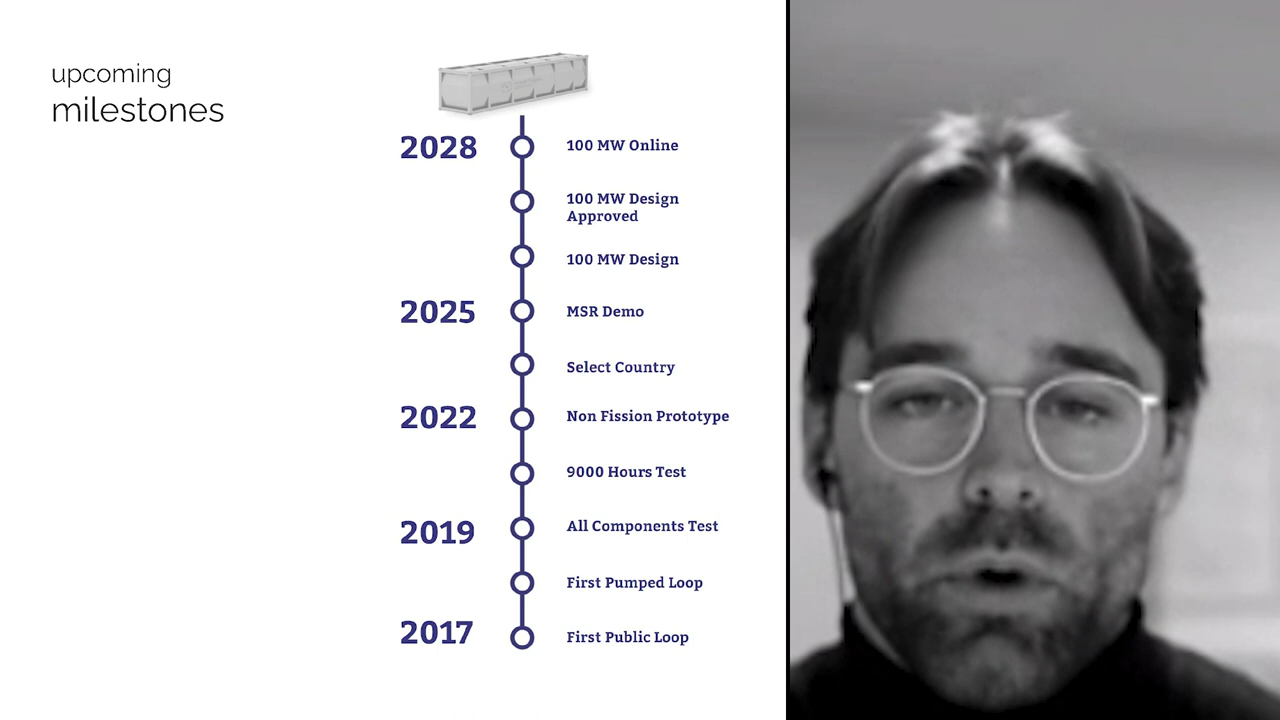 upcoming
milestones
2028
100 MW Online
100 MW Design
Approved
100 MW Design
2025
MSR Demo
Select Country
2022
Non Fission Prototype
9000 Hours Test
2019
All Components Test
First Pumped Loop
2017
First Public Loop